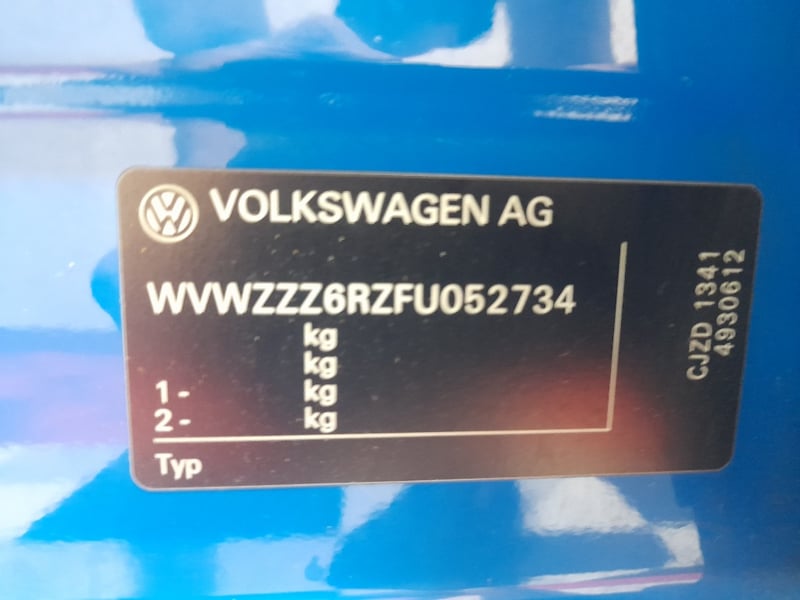 VOLKSWAGEN AG
WVWZZZ6RZFU052734
kg
kg
1 - kg
2 - kg
Typ
CJZD 1341
4930612